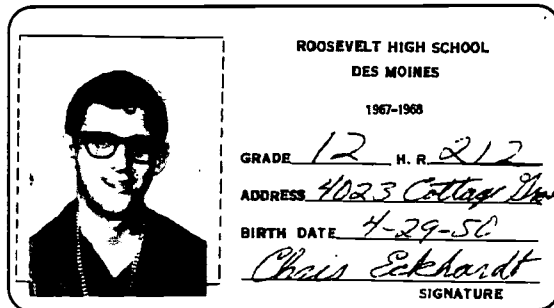 ROOSEVELT HIGH SCHOOL
DES MOINES
1967-1968
GRADE 12 H. R. 212
ADDRESS 4023 Cottage
BIRTH DATE 4-29-50
Chris Eckhardt
SIGNATURE